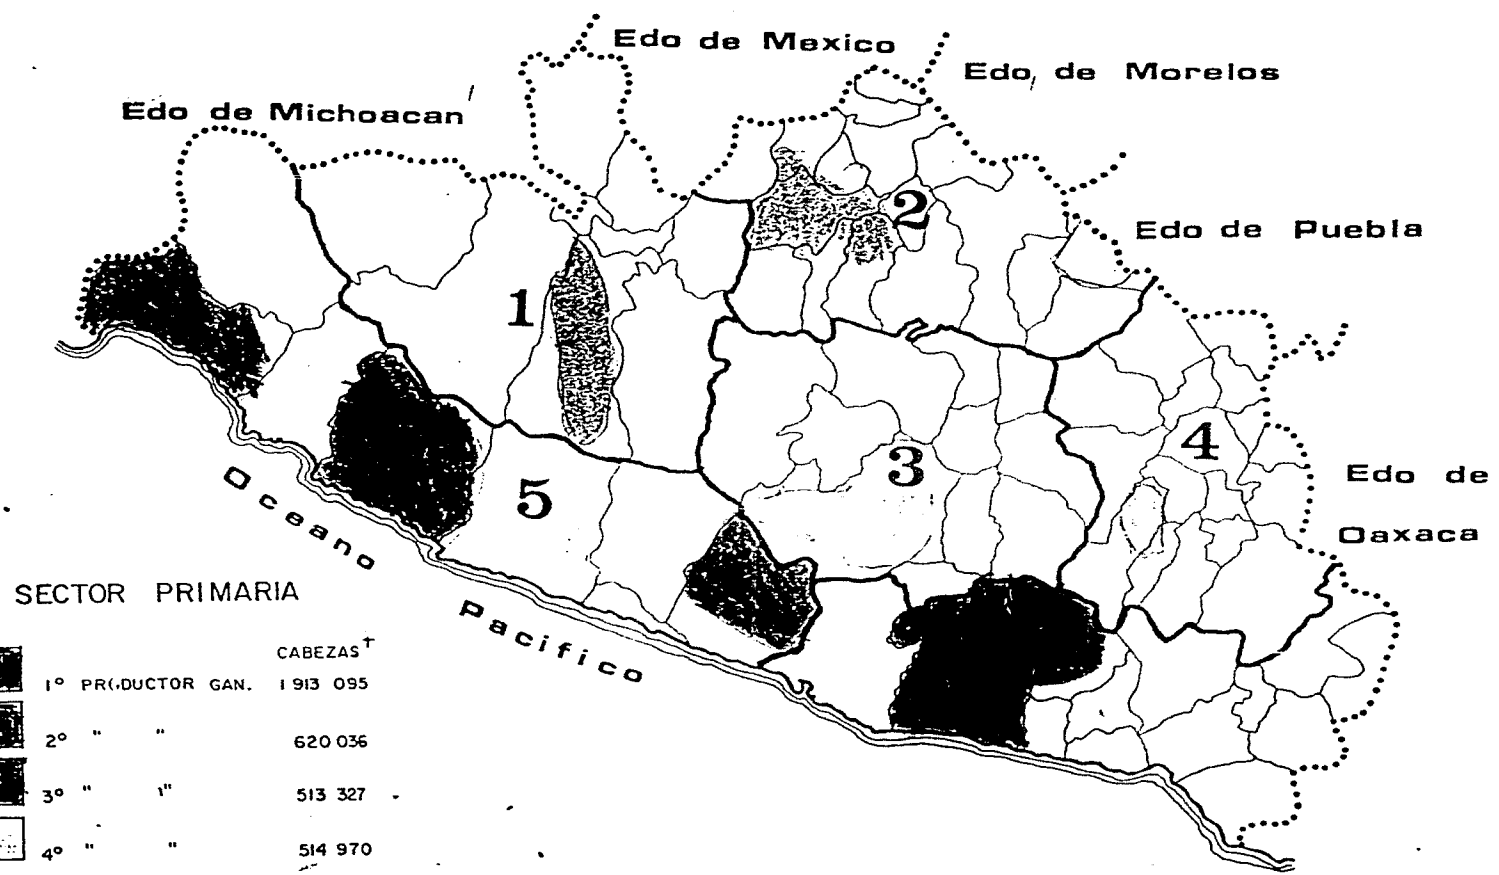 Edo de Mexico
Edo de Morelos
Edo de Michoacan
2
Edo de Puebla
1
4
3
Edo de
Oaxaca
5
Oceano
Pacifico
SECTOR PRIMARIA
CABEZAS+
1° PRODUCTOR GAN. 1 913 095
2° " " 620 036
3° " " 513 327
4° " " 514 970